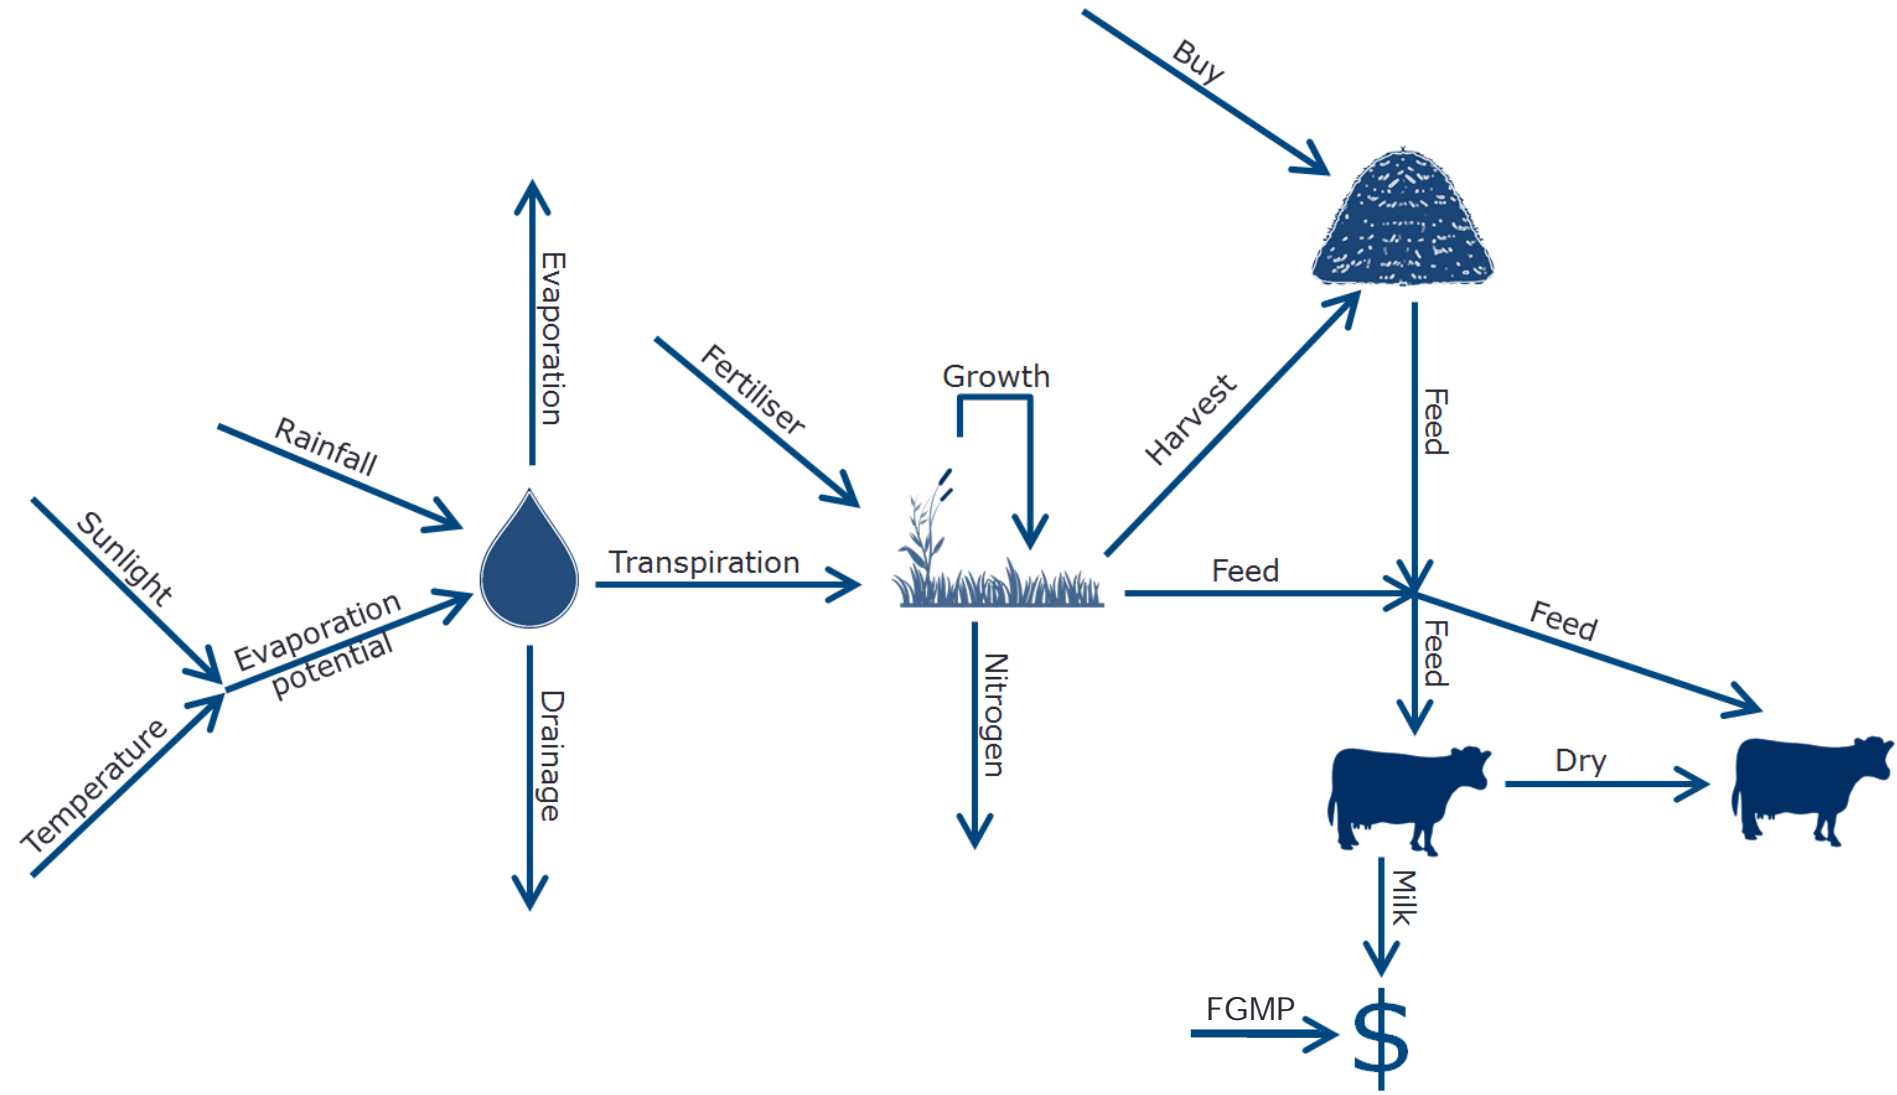 Buy
Evaporation
Fertiliser
Growth
Rainfall
Harvest
Feed
Sunlight
Transpiration
Feed
Evaporation
potential
Feed
Feed
Temperature
Drainage
Nitrogen
Dry
Milk
FGMP
$